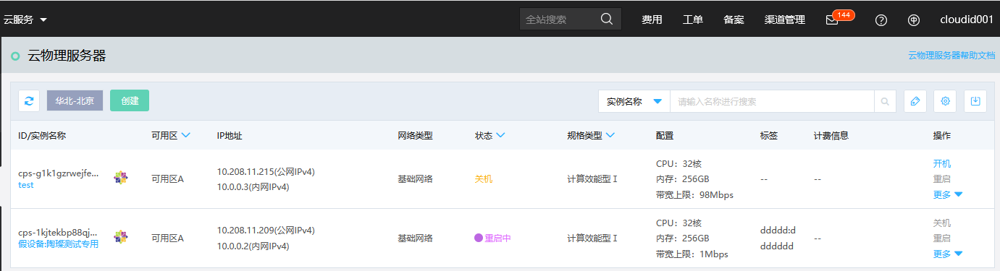 云服务
全站搜索
费用
工单
备案
渠道管理
144
cloudid001
云物理服务器
云物理服务器帮助文档
华北-北京
创建
实例名称
请输入名称进行搜索
ID/实例名称
可用区
IP地址
网络类型
状态
规格类型
配置
标签
计费信息
操作
cps-g1k1gzrwejfe...
test
可用区A
10.208.11.215(公网IPv4)
10.0.0.3(内网IPv4)
基础网络
关机
计算效能型 I
CPU：32核
内存：256GB
带宽上限：98Mbps
--
--
开机
重启
更多
cps-1kjtekbp88qj...
假设备:陶璨测试专用
可用区A
10.208.11.209(公网IPv4)
10.0.0.2(内网IPv4)
基础网络
重启中
计算效能型 I
CPU：32核
内存：256GB
带宽上限：1Mbps
ddddd:d
dddddd
--
关机
重启
更多